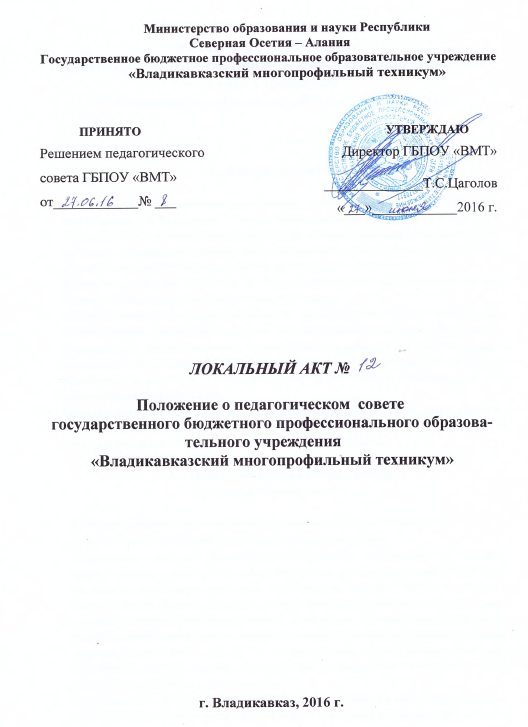 Министерство образования и науки Республики
Северная Осетия – Алания
Государственное бюджетное профессиональное образовательное учреждение
«Владикавказский многопрофильный техникум»
ПРИНЯТО
Решением педагогического
совета ГБПОУ «ВМТ»
от 27.06.16 № 8
УТВЕРЖДАЮ
Директор ГБПОУ «ВМТ»
Т.С.Цаголов
« 27 » июня 2016 г.
ЛОКАЛЬНЫЙ АКТ № 12
Положение о педагогическом совете
государственного бюджетного профессионального образова-
тельного учреждения
«Владикавказский многопрофильный техникум»
г. Владикавказ, 2016 г.